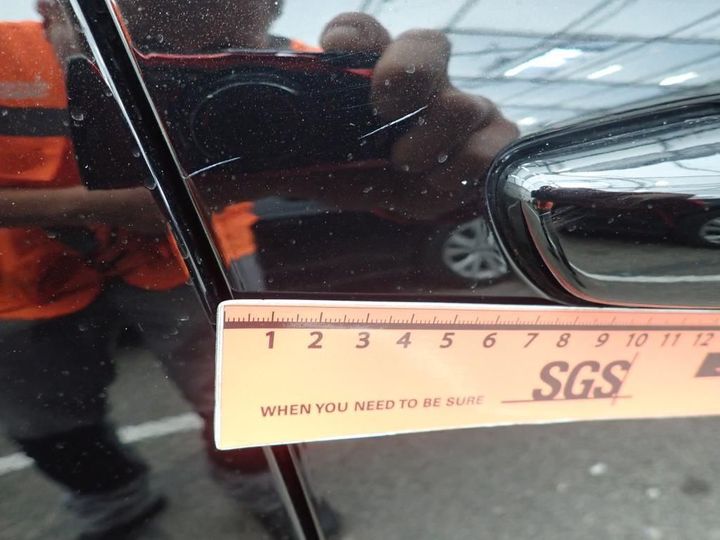 1 2 3 4 5 6 7 8 9 10 11 12
SGS
WHEN YOU NEED TO BE SURE